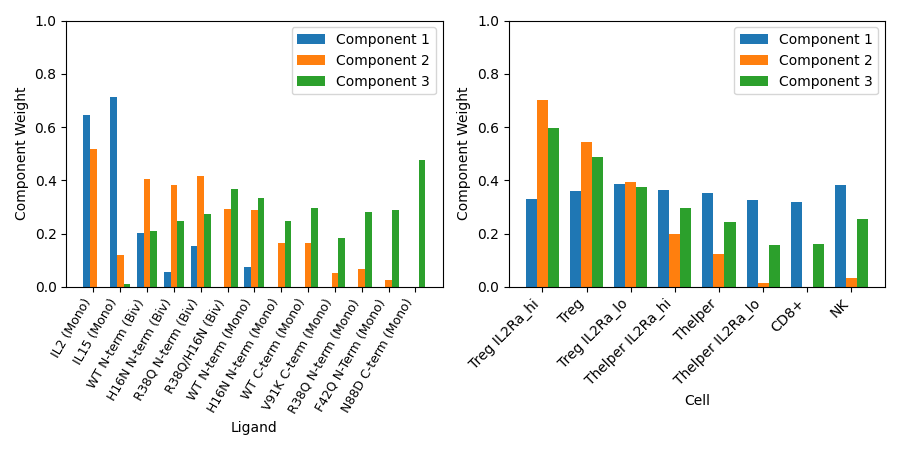 Component Weight
1.0
0.8
0.6
0.4
0.2
0.0
Component 1
Component 2
Component 3
IL2 (Mono)
IL15 (Mono)
WT N-term (Biv)
H16N N-term (Biv)
R38Q N-term (Biv)
R38Q/H16N (Biv)
WT N-term (Mono)
H16N N-term (Mono)
WT C-term (Mono)
V91K C-term (Mono)
R38Q N-term (Mono)
F42Q N-Term (Mono)
N88D C-term (Mono)
Ligand
Component Weight
1.0
0.8
0.6
0.4
0.2
0.0
Component 1
Component 2
Component 3
Treg IL2Ra_hi
Treg
Treg IL2Ra_lo
Thelper IL2Ra_hi
Thelper
Thelper IL2Ra_lo
CD8+
NK
Cell